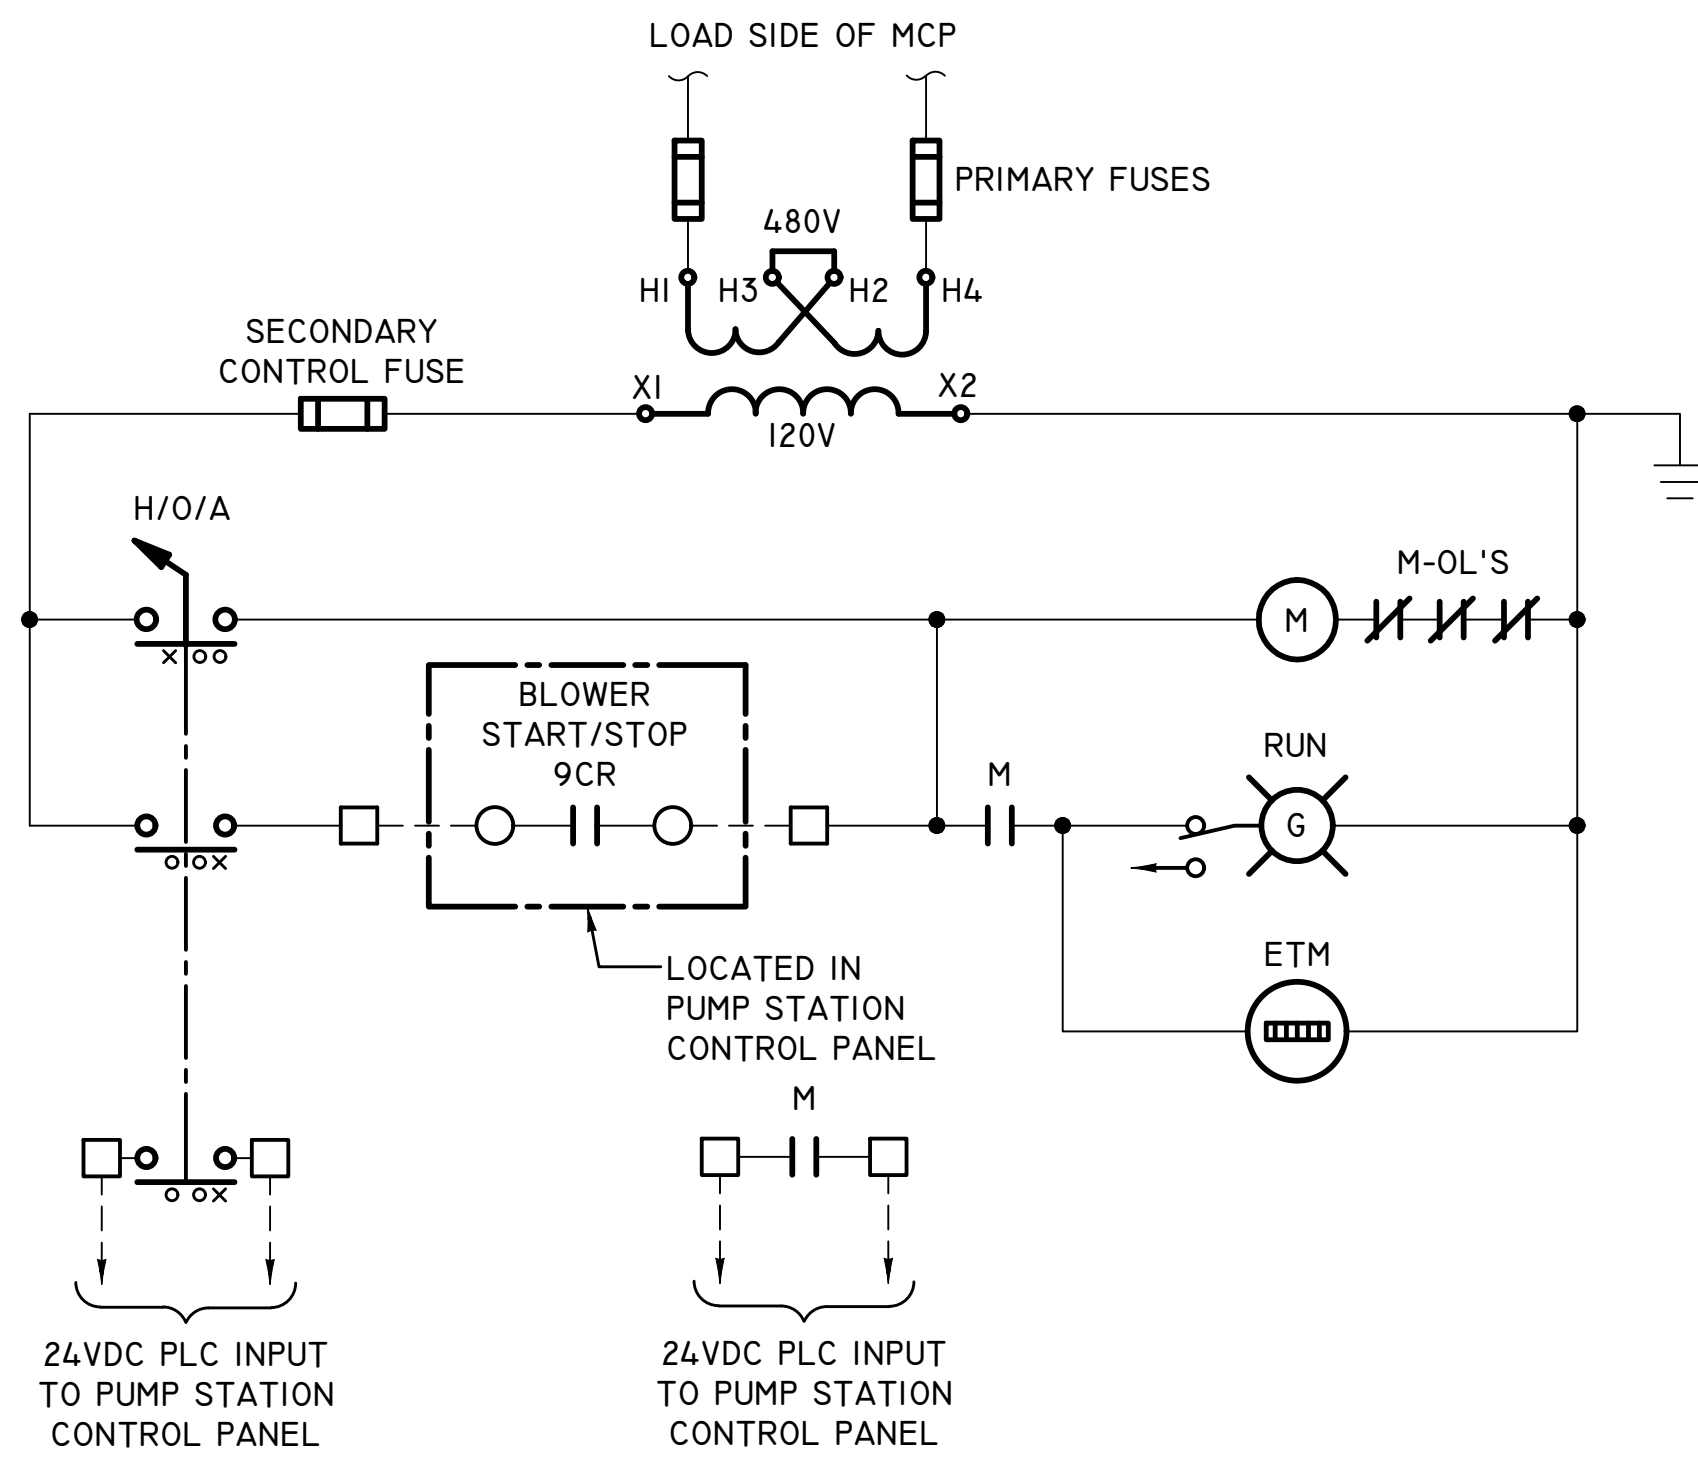 LOAD SIDE OF MCP
PRIMARY FUSES
480V
H1 H3 H2 H4
SECONDARY
CONTROL FUSE
X1 X2
120V
H/O/A
M-OL'S
M
X O O
BLOWER
START/STOP
9CR
RUN
M
G
O O X
LOCATED IN
PUMP STATION
CONTROL PANEL
ETM
M
O O X
24VDC PLC INPUT
TO PUMP STATION
CONTROL PANEL
24VDC PLC INPUT
TO PUMP STATION
CONTROL PANEL